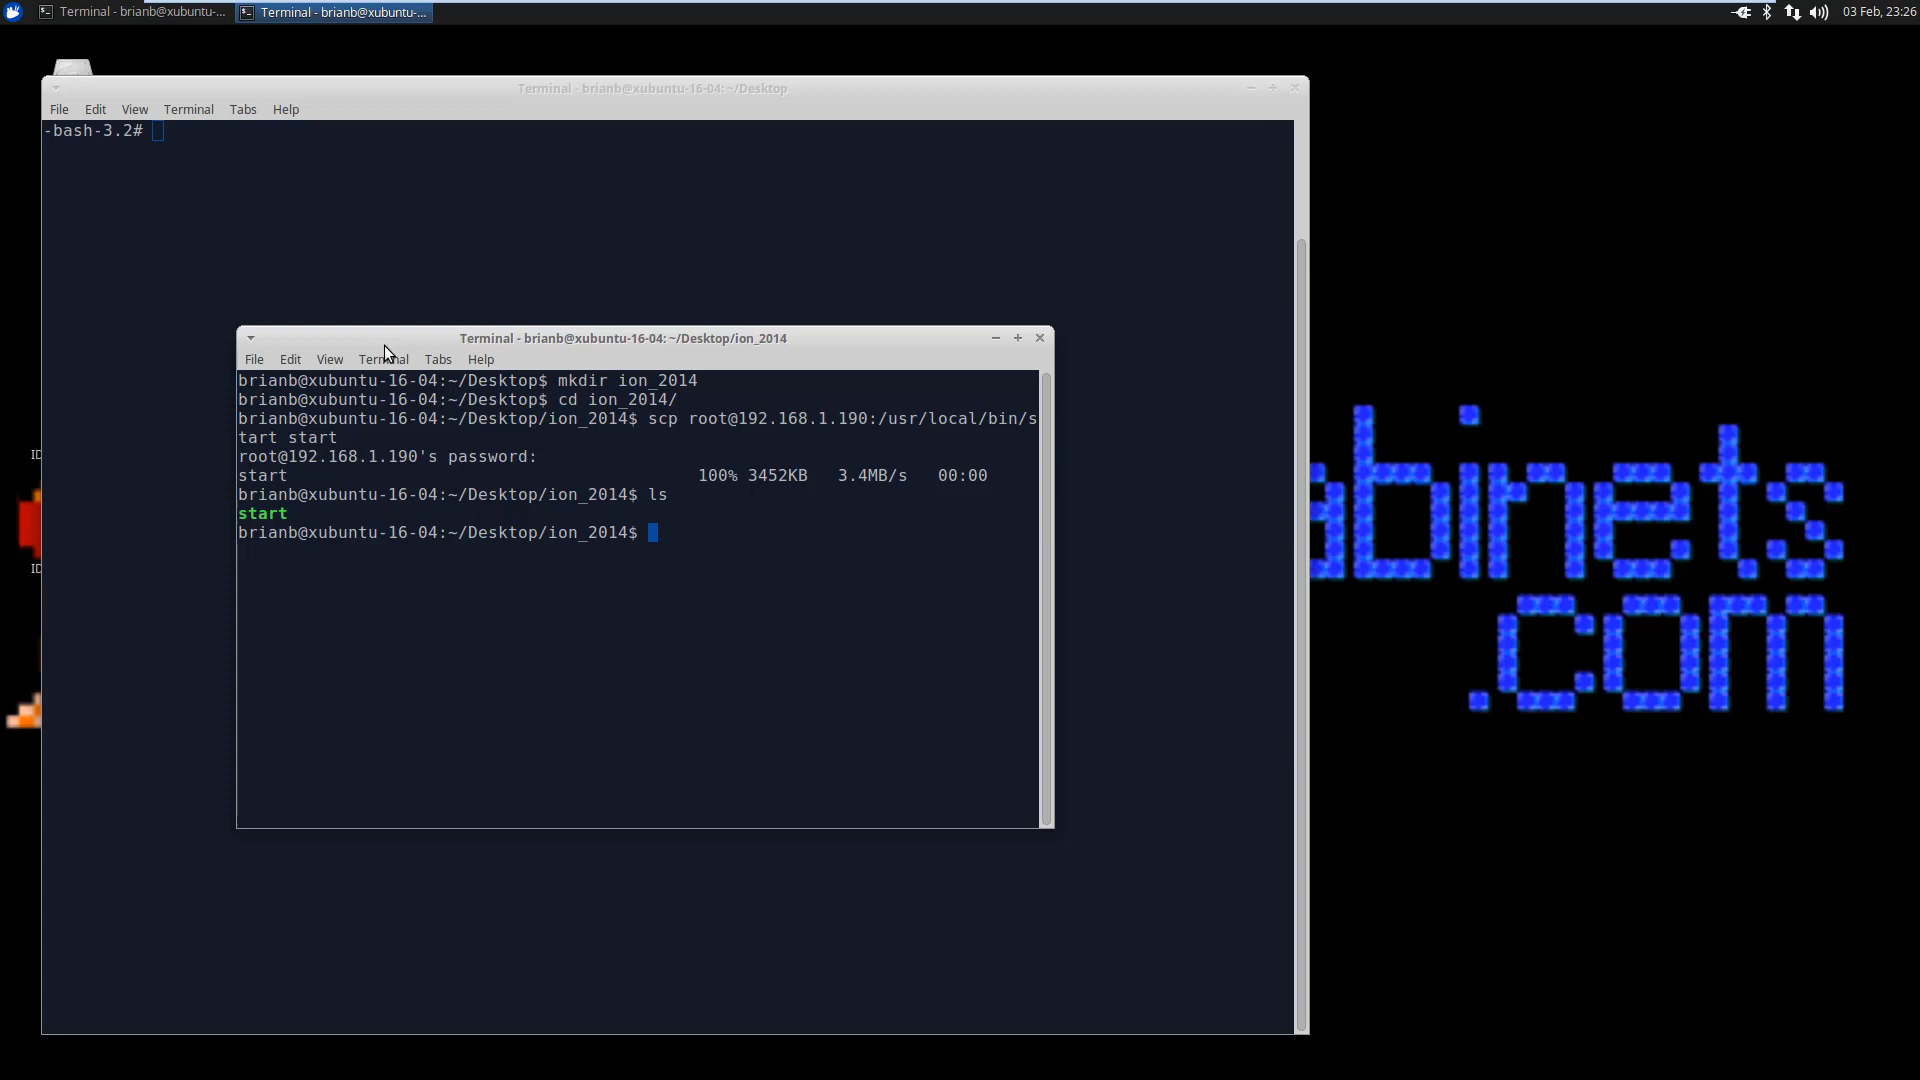 Terminal - brianb@xubuntu-...
Terminal - brianb@xubuntu-...
03 Feb, 23:26
Terminal - brianb@xubuntu-16-04: ~/Desktop
File Edit View Terminal Tabs Help
-bash-3.2#
Terminal - brianb@xubuntu-16-04: ~/Desktop/ion_2014
File Edit View Terminal Tabs Help
brianb@xubuntu-16-04:~/Desktop$ mkdir ion_2014
brianb@xubuntu-16-04:~/Desktop$ cd ion_2014/
brianb@xubuntu-16-04:~/Desktop/ion_2014$ scp root@192.168.1.190:/usr/local/bin/s
tart start
root@192.168.1.190's password:
start 100% 3452KB 3.4MB/s 00:00
brianb@xubuntu-16-04:~/Desktop/ion_2014$ ls
start
brianb@xubuntu-16-04:~/Desktop/ion_2014$
ID
ID
abinets
.com